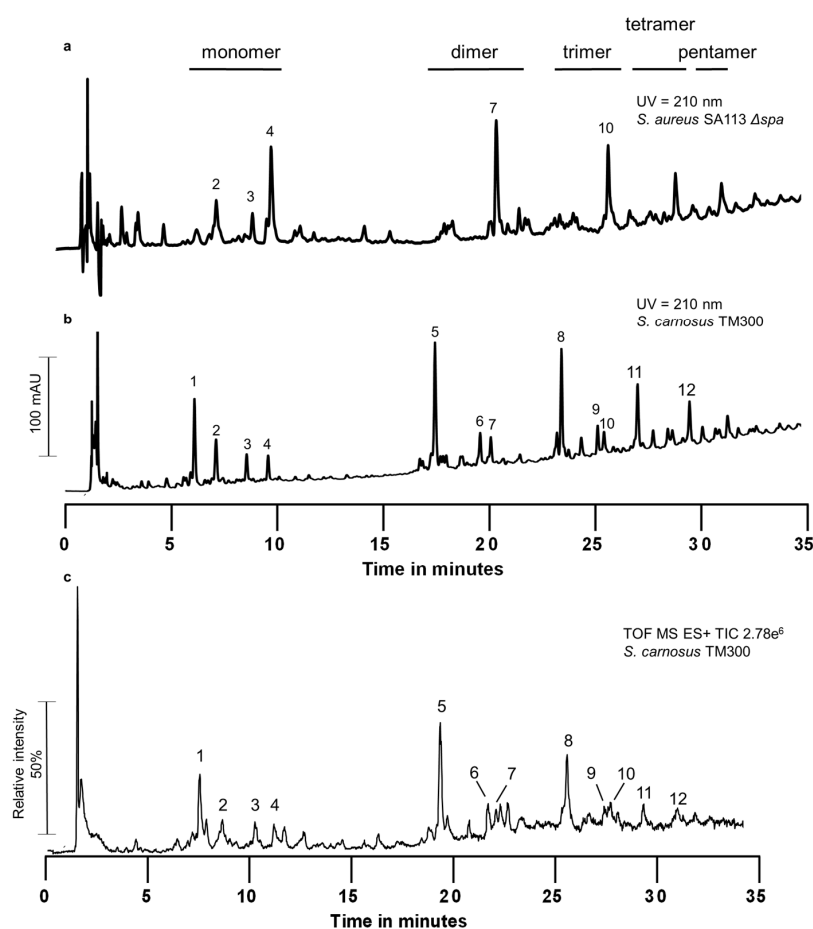 tetramer
a
monomer dimer trimer pentamer
UV = 210 nm
S. aureus SA113 Δspa
7
10
4
2
3
UV = 210 nm
S. carnosus TM300
b
5
8
1
11
12
100 mAU
2 3 4 6 7 9 10
0 5 10 15 20 25 30 35
Time in minutes
c
TOF MS ES+ TIC 2.78e⁶
S. carnosus TM300
Relative intensity
50%
5
8
1
6 7 9 10
2 3 4 11 12
0 5 10 15 20 25 30 35
Time in minutes